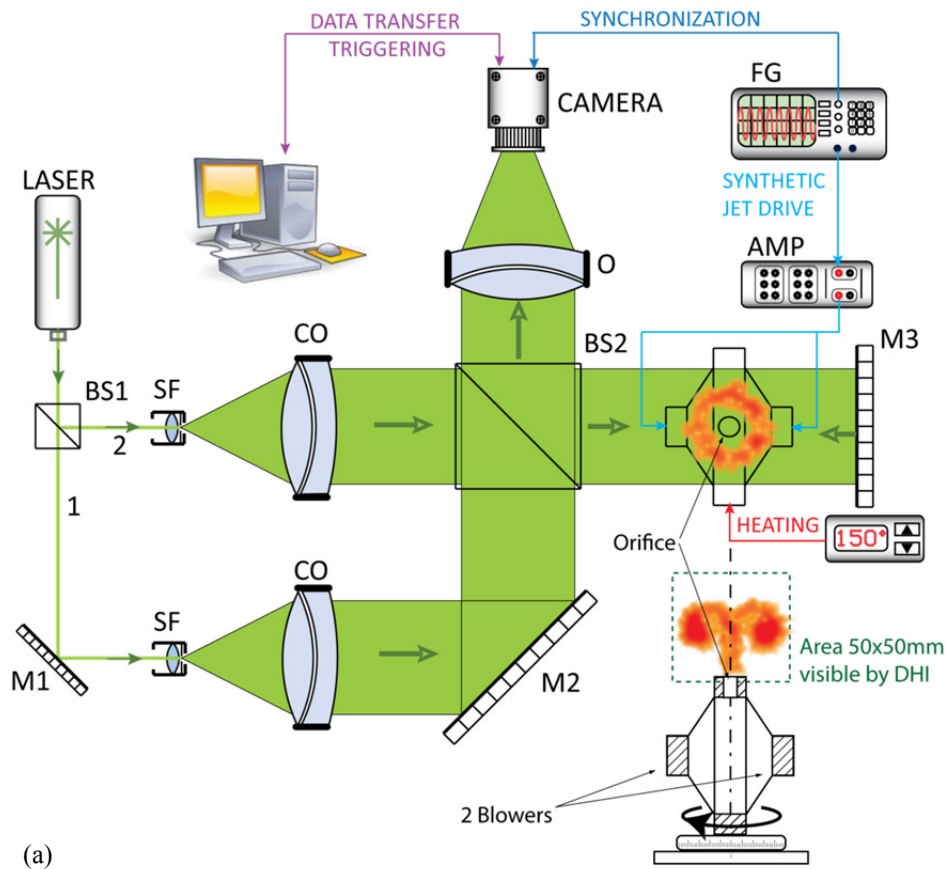 DATA TRANSFER
TRIGGERING
SYNCHRONIZATION
FG
CAMERA
LASER
SYNTHETIC
JET DRIVE
AMP
O
CO
BS2
M3
BS1
SF
2
1
HEATING
150°
Orifice
CO
SF
M1
M2
Area 50x50mm
visible by DHI
2 Blowers
(a)